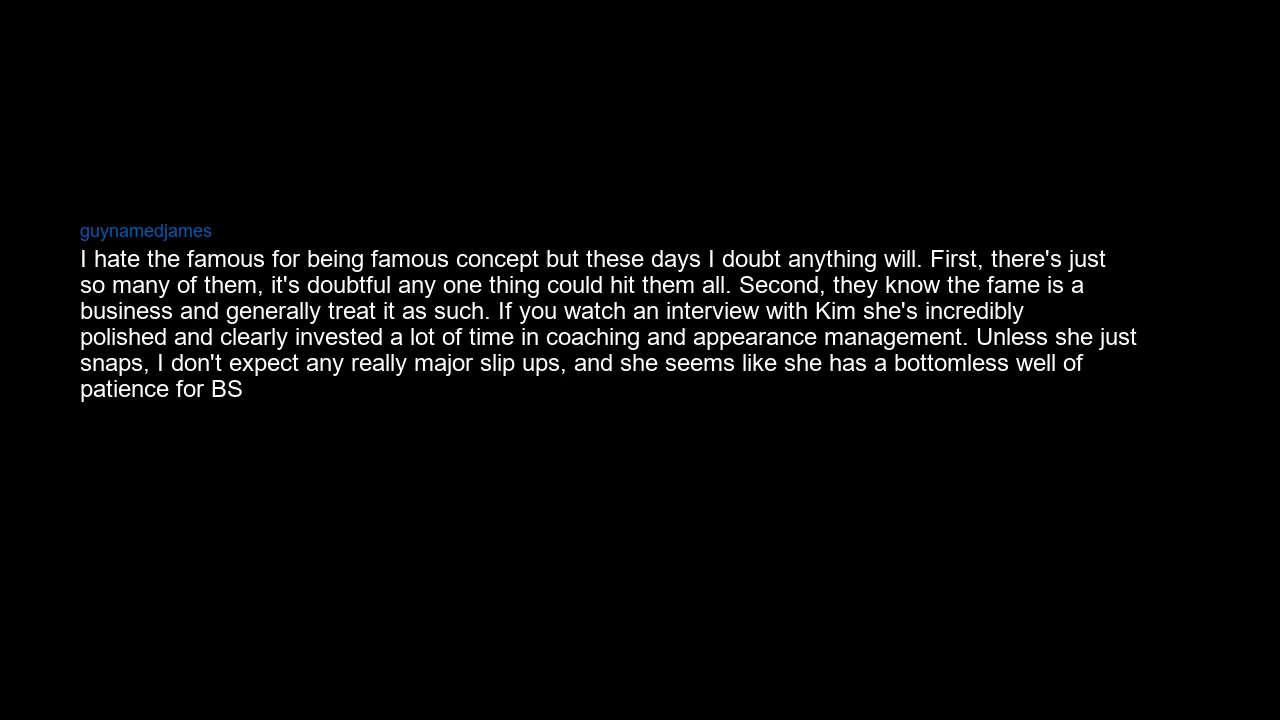 guynamedjames
I hate the famous for being famous concept but these days I doubt anything will. First, there's just
so many of them, it's doubtful any one thing could hit them all. Second, they know the fame is a
business and generally treat it as such. If you watch an interview with Kim she's incredibly
polished and clearly invested a lot of time in coaching and appearance management. Unless she just
snaps, I don't expect any really major slip ups, and she seems like she has a bottomless well of
patience for BS